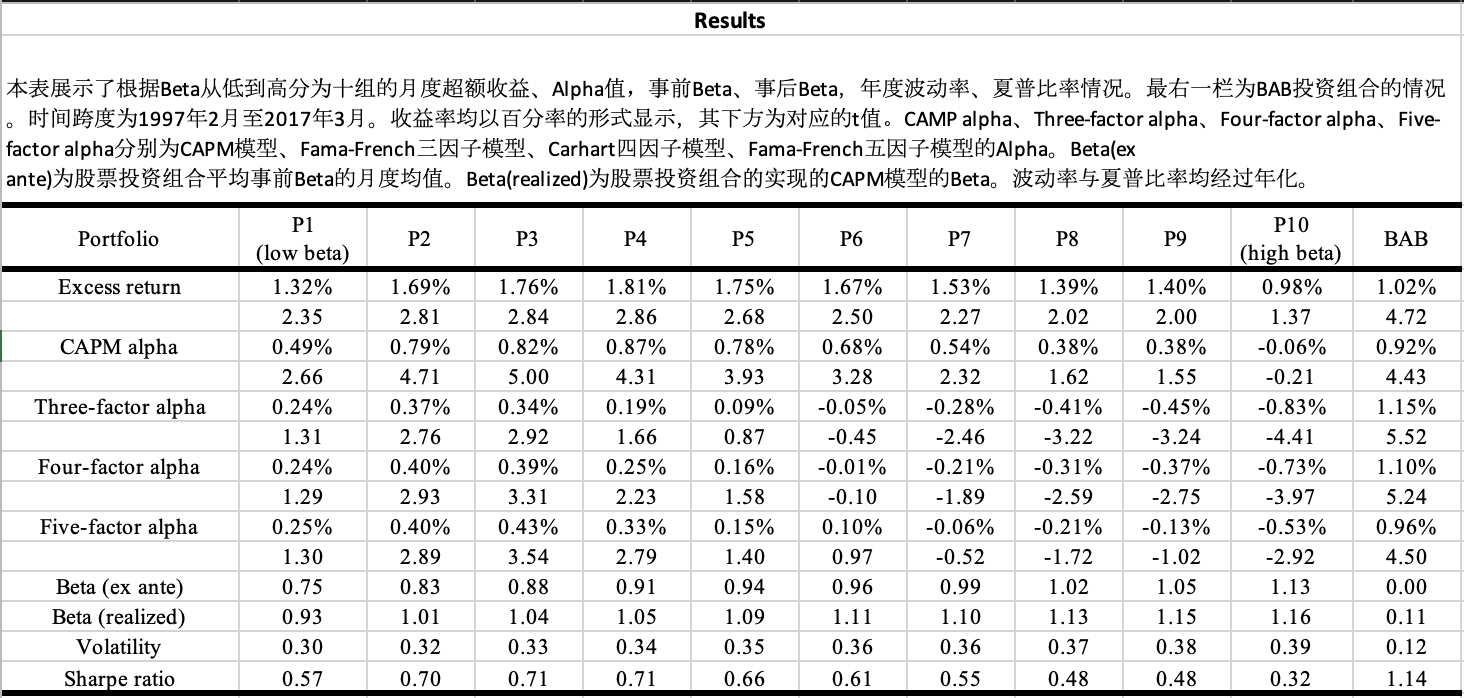 Results
本表展示了根据Beta从低到高分为十组的月度超额收益、Alpha值，事前Beta、事后Beta，年度波动率、夏普比率情况。最右一栏为BAB投资组合的情况
。时间跨度为1997年2月至2017年3月。收益率均以百分率的形式显示，其下方为对应的t值。CAMP alpha、Three-factor alpha、Four-factor alpha、Five-
factor alpha分别为CAPM模型、Fama-French三因子模型、Carhart四因子模型、Fama-French五因子模型的Alpha。Beta(ex
ante)为股票投资组合平均事前Beta的月度均值。Beta(realized)为股票投资组合的实现的CAPM模型的Beta。波动率与夏普比率均经过年化。
Portfolio P1 (low beta) P2 P3 P4 P5 P6 P7 P8 P9 P10 (high beta) BAB
Excess return 1.32% 1.69% 1.76% 1.81% 1.75% 1.67% 1.53% 1.39% 1.40% 0.98% 1.02%
2.35 2.81 2.84 2.86 2.68 2.50 2.27 2.02 2.00 1.37 4.72
CAPM alpha 0.49% 0.79% 0.82% 0.87% 0.78% 0.68% 0.54% 0.38% 0.38% -0.06% 0.92%
2.66 4.71 5.00 4.31 3.93 3.28 2.32 1.62 1.55 -0.21 4.43
Three-factor alpha 0.24% 0.37% 0.34% 0.19% 0.09% -0.05% -0.28% -0.41% -0.45% -0.83% 1.15%
1.31 2.76 2.92 1.66 0.87 -0.45 -2.46 -3.22 -3.24 -4.41 5.52
Four-factor alpha 0.24% 0.40% 0.39% 0.25% 0.16% -0.01% -0.21% -0.31% -0.37% -0.73% 1.10%
1.29 2.93 3.31 2.23 1.58 -0.10 -1.89 -2.59 -2.75 -3.97 5.24
Five-factor alpha 0.25% 0.40% 0.43% 0.33% 0.15% 0.10% -0.06% -0.21% -0.13% -0.53% 0.96%
1.30 2.89 3.54 2.79 1.40 0.97 -0.52 -1.72 -1.02 -2.92 4.50
Beta (ex ante) 0.75 0.83 0.88 0.91 0.94 0.96 0.99 1.02 1.05 1.13 0.00
Beta (realized) 0.93 1.01 1.04 1.05 1.09 1.11 1.10 1.13 1.15 1.16 0.11
Volatility 0.30 0.32 0.33 0.34 0.35 0.36 0.36 0.37 0.38 0.39 0.12
Sharpe ratio 0.57 0.70 0.71 0.71 0.66 0.61 0.55 0.48 0.48 0.32 1.14